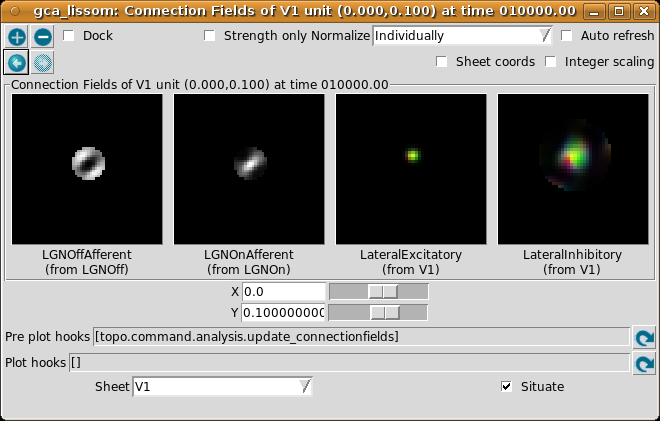 gca_lissom: Connection Fields of V1 unit (0.000,0.100) at time 010000.00
Dock Strength only Normalize Individually Auto refresh
Sheet coords Integer scaling
Connection Fields of V1 unit (0.000,0.100) at time 010000.00
LGNOffAfferent LGNOnAfferent LateralExcitatory LateralInhibitory
(from LGNOff) (from LGNOn) (from V1) (from V1)
X 0.0
Y 0.100000000
Pre plot hooks [topo.command.analysis.update_connectionfields]
Plot hooks []
Sheet V1 Situate